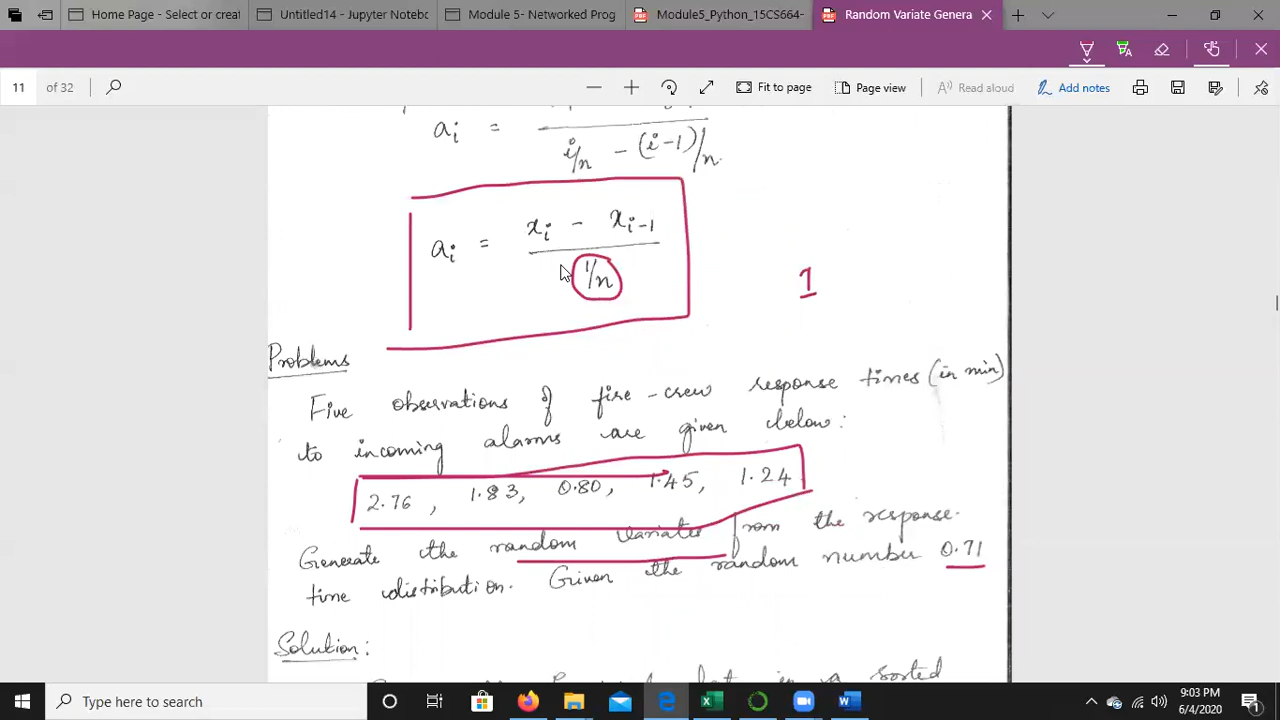 Home Page - Select or creat
Untitled14 - Jupyter Noteb
Module 5- Networked Prog
Module5_Python_15CS664-
Random Variate Genera
11 of 32
Fit to page
Page view
Read aloud
Add notes
ai =
i/n - (i-1)/n.
ai = xi - xi-1
1/n
1
Problems
Five observations of fire-crew response times (in min)
to incoming alarms are given below:
2.76, 1.83, 0.80, 1.45, 1.24
Generate the random variates from the response.
time distribution. Given the random number 0.71
Solution:
in a sorted
Type here to search
9:03 PM
6/4/2020